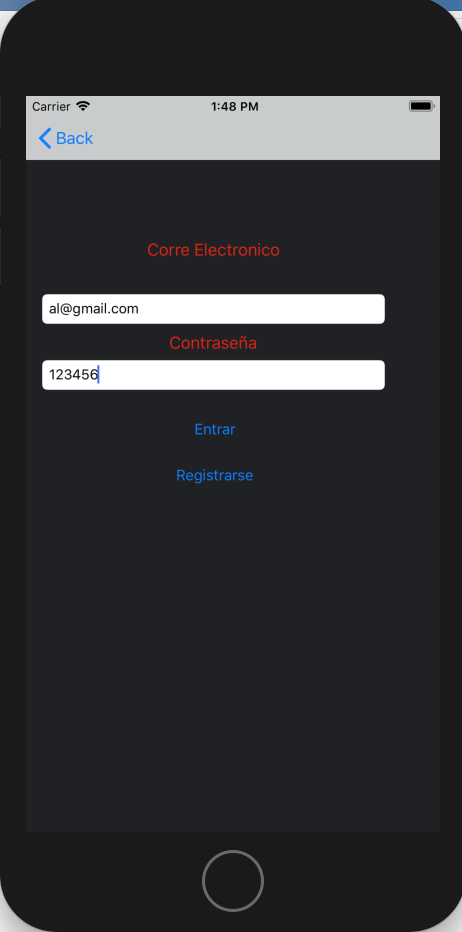 Carrier 1:48 PM
Back
Corre Electronico
al@gmail.com
Contraseña
123456
Entrar
Registrarse